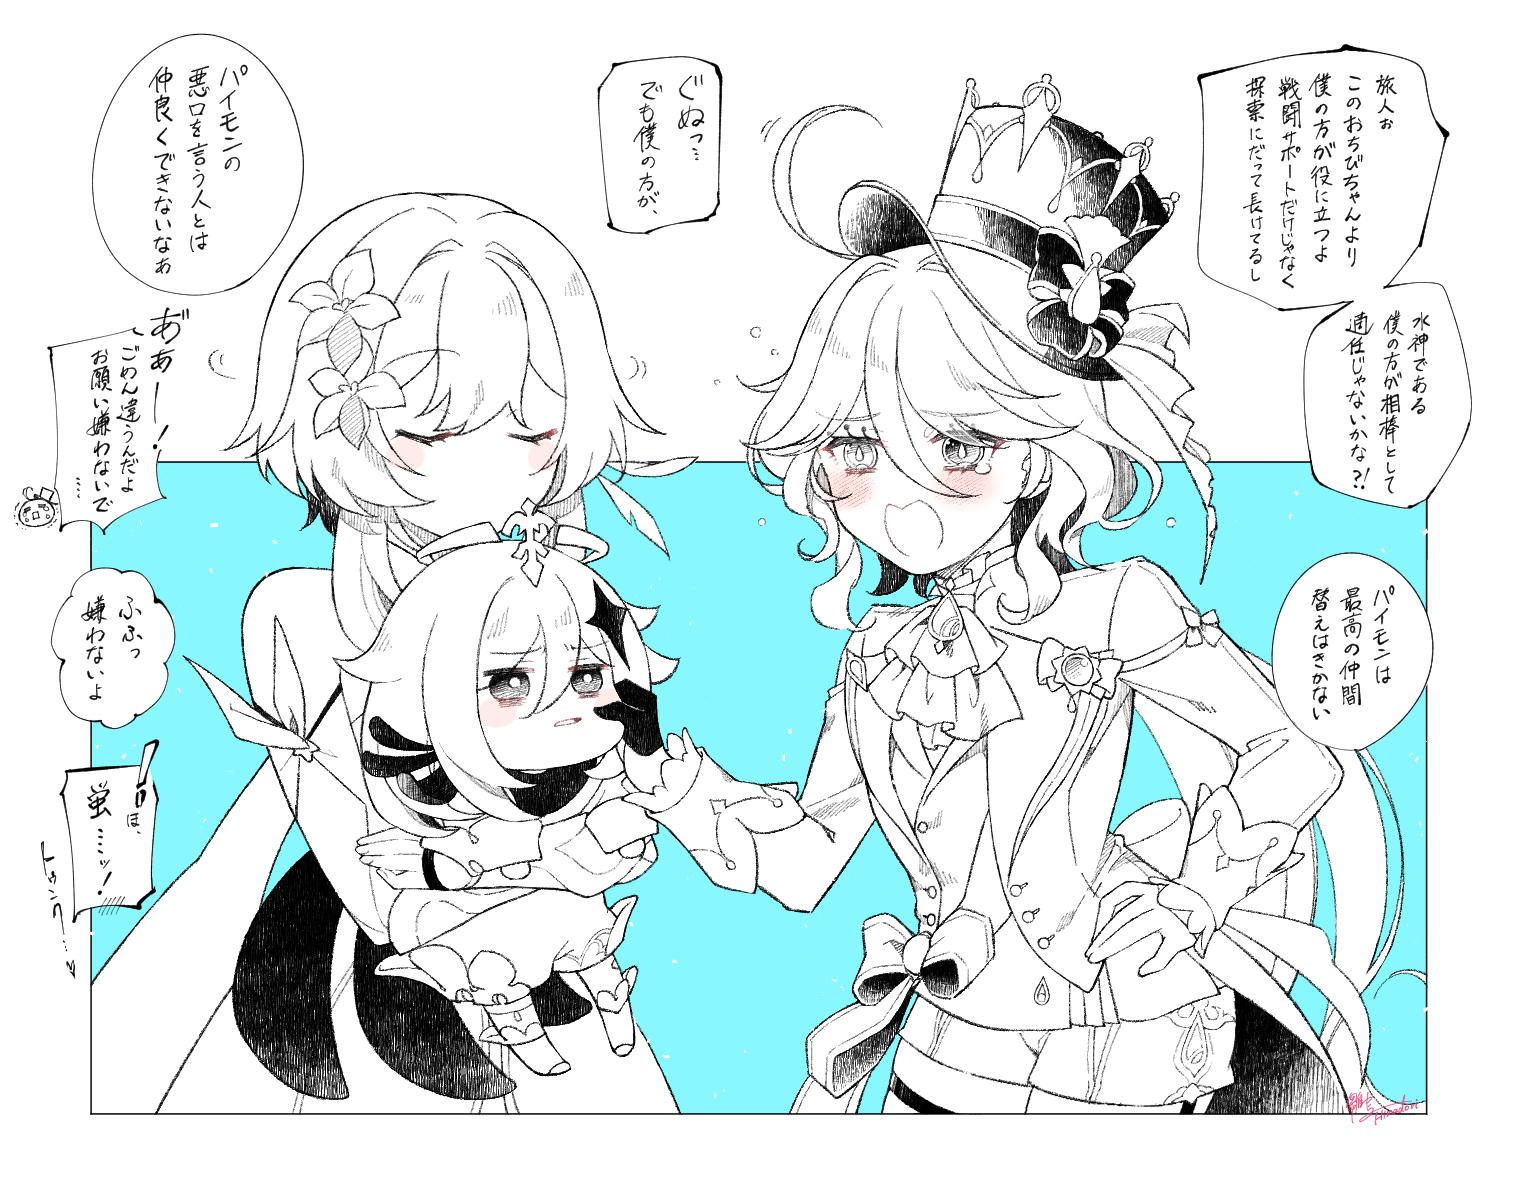 旅人ぉ
このおちびちゃんより
僕の方が役に立つよ
戦闘サポートだけじゃなく
探索にだって長けてるし
水神である
僕の方が相棒として
適任じゃないかな?!
パイモンは
最高の仲間
替えはきかない
ぐぬっ…
でも僕の方が、
パイモンの
悪口を言う人とは
仲良くできないなぁ
あ゛あー!
ごめん違うんだよ
お願い嫌わないで
……
ふふっ
嫌わないよ
!!
ほ、
蛍……ッ!
トゥンク…
Himedori